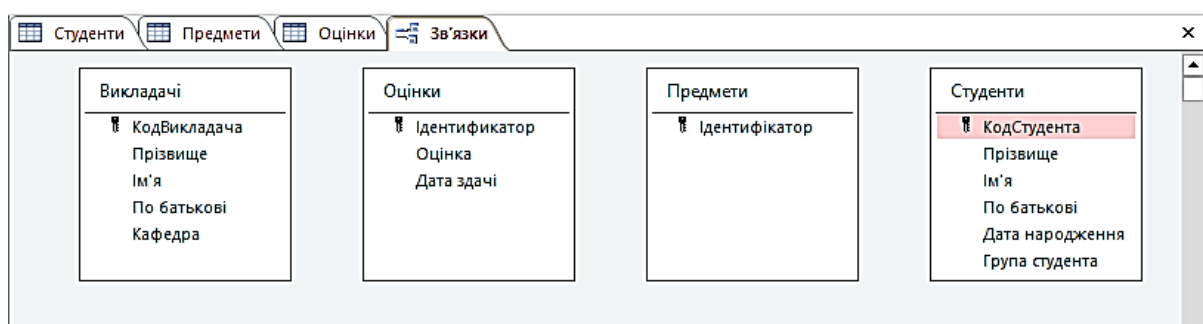 Студенти Предмети Оцінки Зв'язки
Викладачі
КодВикладача
Прізвище
Ім'я
По батькові
Кафедра
Оцінки
Ідентификатор
Оцінка
Дата здачі
Предмети
Ідентифікатор
Студенти
КодСтудента
Прізвище
Ім'я
По батькові
Дата народження
Група студента